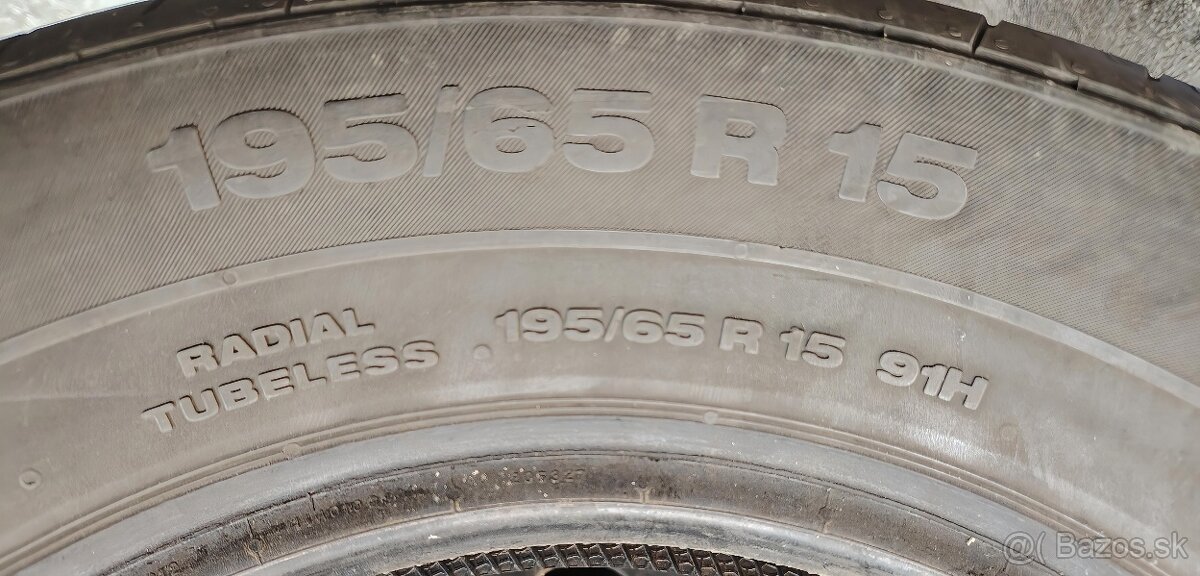 195/65 R 15
RADIAL
TUBELESS
195/65 R 15 91H
@ Bazos.sk